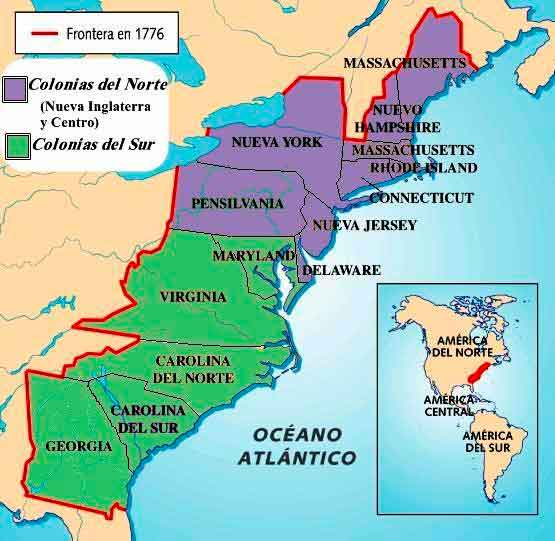 Frontera en 1776
Colonias del Norte
(Nueva Inglaterra
y Centro)
Colonias del Sur
MASSACHUSETTS
NUEVO
HAMPSHIRE
NUEVA YORK
MASSACHUSETTS
RHODE ISLAND
CONNECTICUT
PENSILVANIA
NUEVA JERSEY
MARYLAND
DELAWARE
VIRGINIA
CAROLINA
DEL NORTE
CAROLINA
DEL SUR
GEORGIA
OCÉANO
ATLÁNTICO
AMÉRICA
DEL NORTE
AMÉRICA
CENTRAL
AMÉRICA
DEL SUR